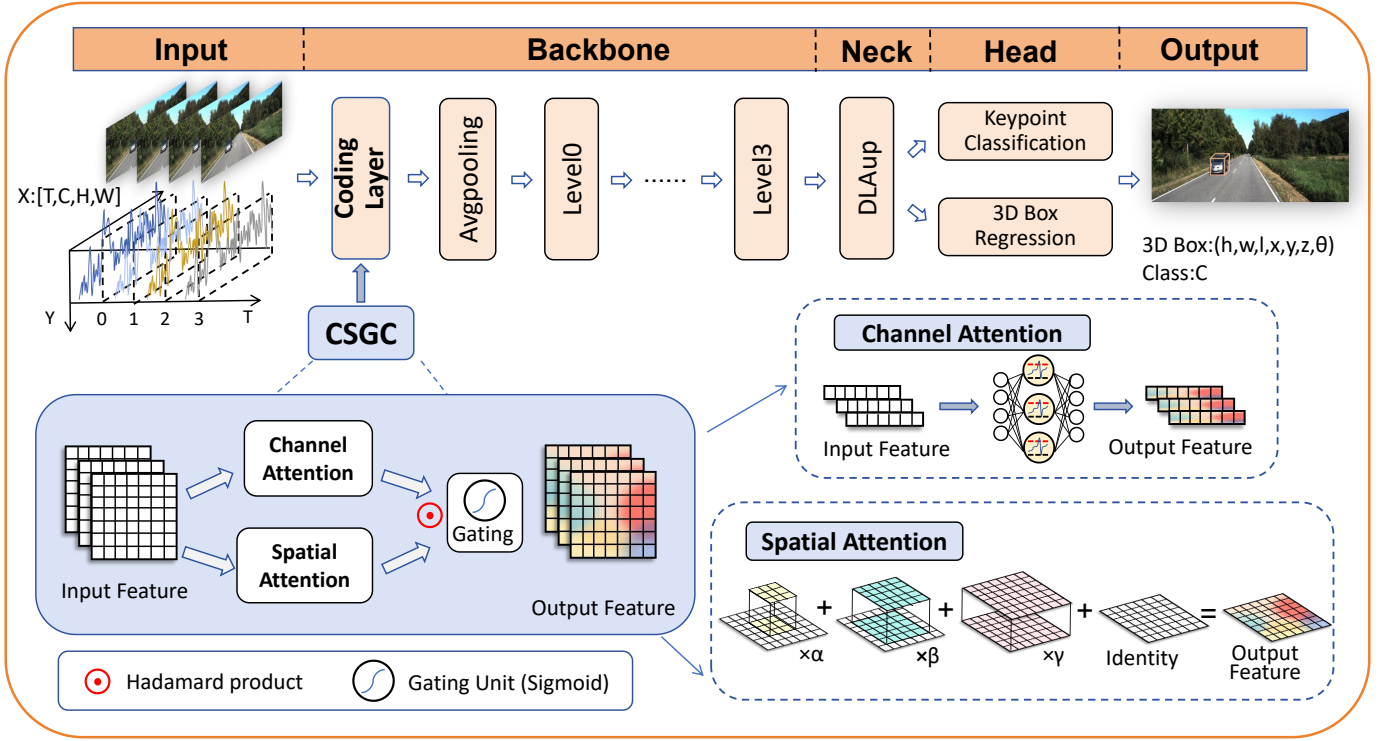 Input
Backbone
Neck
Head
Output
X:[T,C,H,W]
Y
0
1
2
3
T
Coding
Layer
Avgpooling
Level0
......
Level3
DLAup
Keypoint
Classification
3D Box
Regression
3D Box:(h,w,l,x,y,z,θ)
Class:C
CSGC
Input Feature
Channel
Attention
Spatial
Attention
Gating
Output Feature
Channel Attention
Input Feature
Output Feature
Spatial Attention
+
+
+
=
×α
×β
×γ
Identity
Output
Feature
Hadamard product
Gating Unit (Sigmoid)